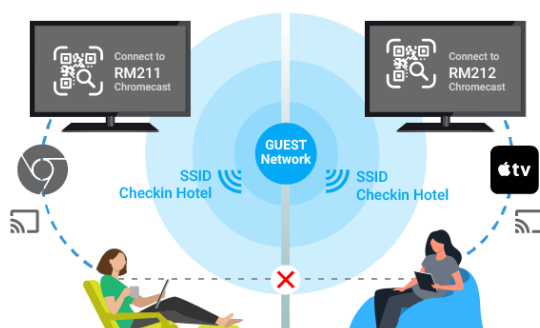 Connect to
RM211
Chromecast
Connect to
RM212
Chromecast
GUEST
Network
SSID
Checkin Hotel
SSID
Checkin Hotel
tv